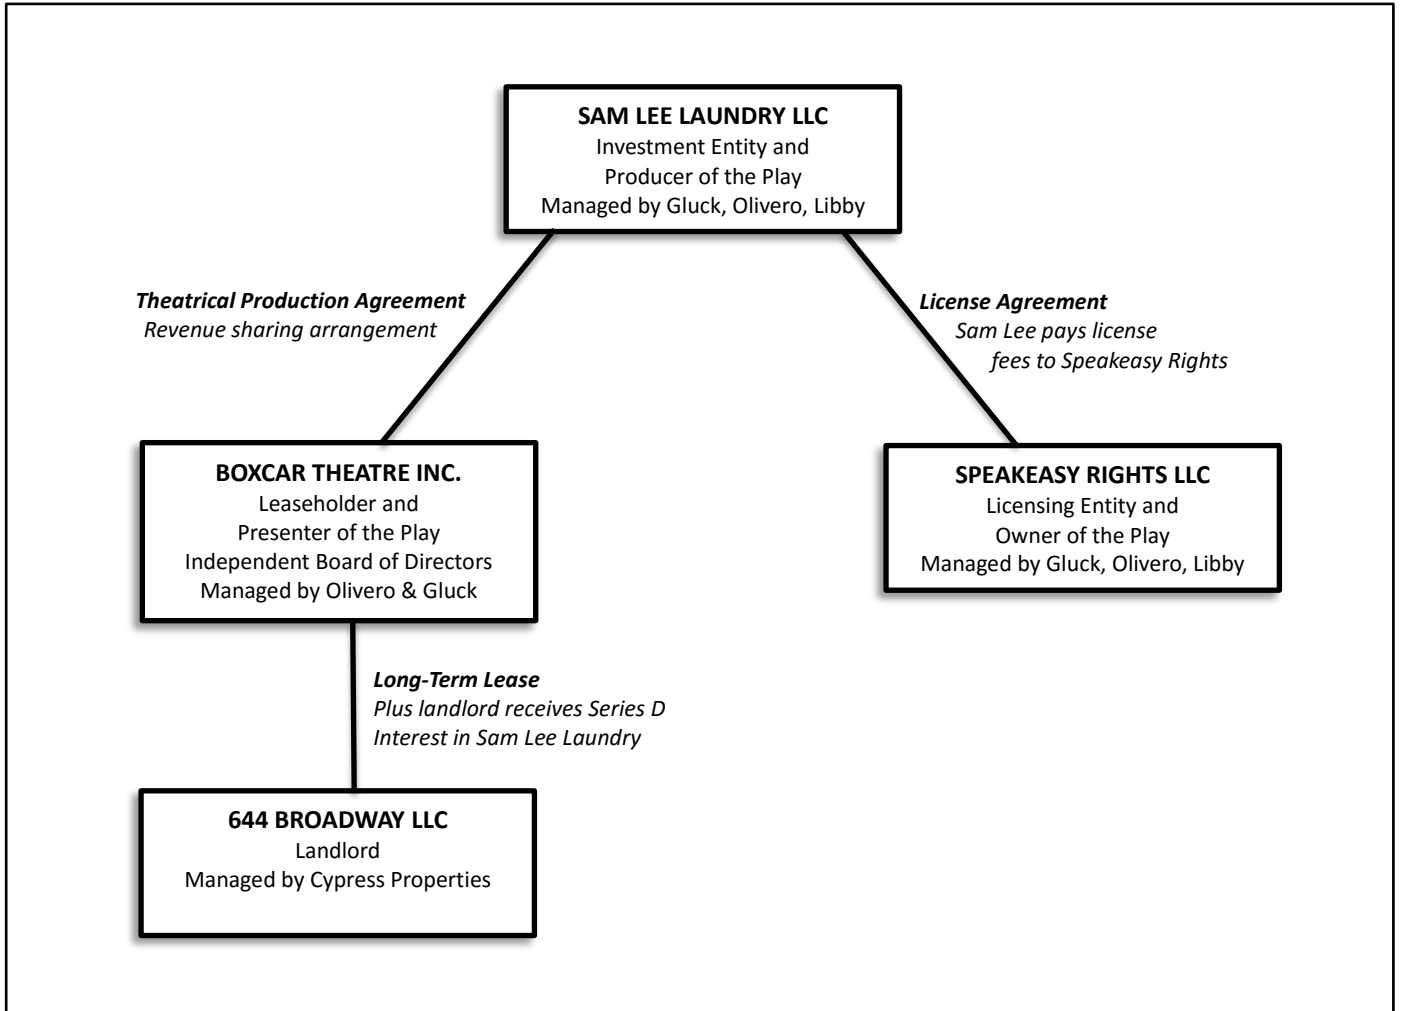 SAM LEE LAUNDRY LLC
Investment Entity and
Producer of the Play
Managed by Gluck, Olivero, Libby
Theatrical Production Agreement
Revenue sharing arrangement
License Agreement
Sam Lee pays license
fees to Speakeasy Rights
BOXCAR THEATRE INC.
Leaseholder and
Presenter of the Play
Independent Board of Directors
Managed by Olivero & Gluck
SPEAKEASY RIGHTS LLC
Licensing Entity and
Owner of the Play
Managed by Gluck, Olivero, Libby
Long-Term Lease
Plus landlord receives Series D
Interest in Sam Lee Laundry
644 BROADWAY LLC
Landlord
Managed by Cypress Properties